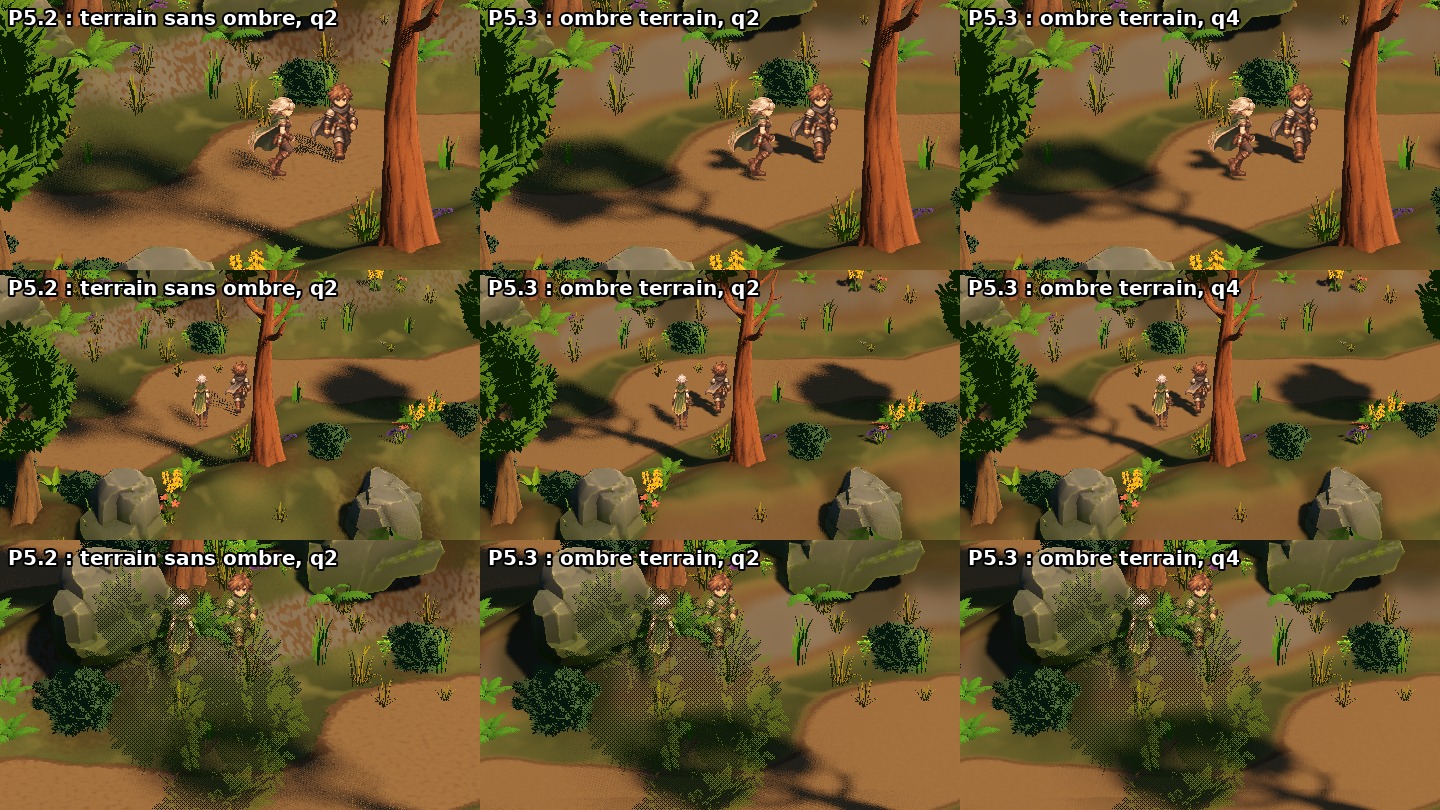 P5.2 : terrain sans ombre, q2
P5.3 : ombre terrain, q2
P5.3 : ombre terrain, q4
P5.2 : terrain sans ombre, q2
P5.3 : ombre terrain, q2
P5.3 : ombre terrain, q4
P5.2 : terrain sans ombre, q2
P5.3 : ombre terrain, q2
P5.3 : ombre terrain, q4